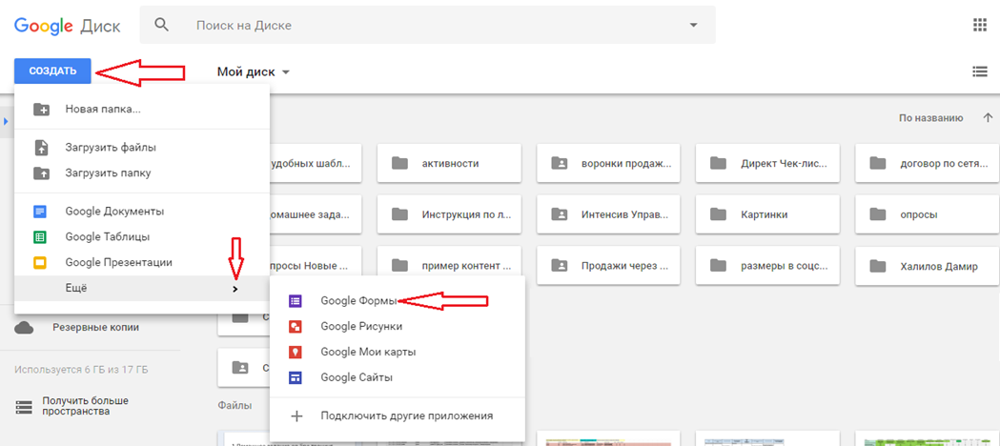 Google Диск
Поиск на Диске
СОЗДАТЬ
Мой диск
Новая папка...
По названию
Загрузить файлы
Загрузить папку
удобных шабл...
активности
воронки продаж...
Директ Чек-лис...
договор по сета...
Google Документы
Google Таблицы
Google Презентации
Ещё
домашнее зада...
Инструкция по л...
Интенсив Управ...
Картинки
опросы
просы Новые ...
пример контент ...
Продажи через ...
размеры в соцс...
Халилов Дамир
Google Формы
Google Рисунки
Google Мои карты
Google Сайты
Подключить другие приложения
Резервные копии
Используется 6 ГБ из 17 ГБ
Получить больше
пространства
С
С
Файлы